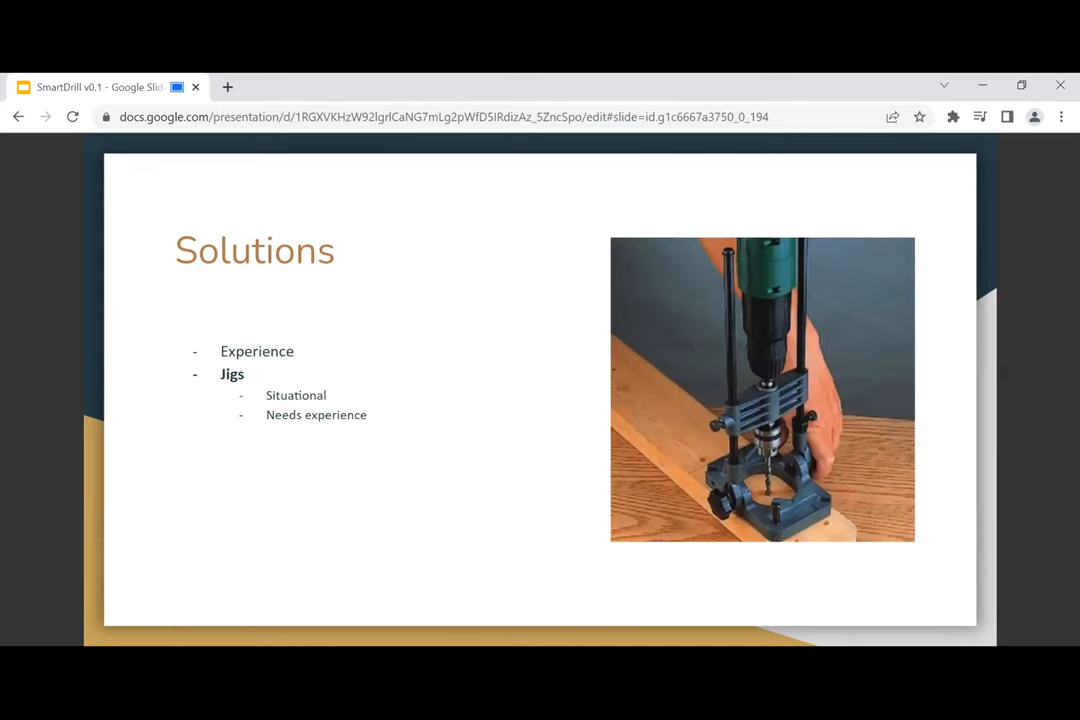 SmartDrill v0.1 - Google Slid
docs.google.com/presentation/d/1RGXVKHzW92IgrlCaNG7mLg2pWfD5IRdizAz_5ZncSpo/edit#slide=id.g1c6667a3750_0_194
Solutions
- Experience
- Jigs
- Situational
- Needs experience